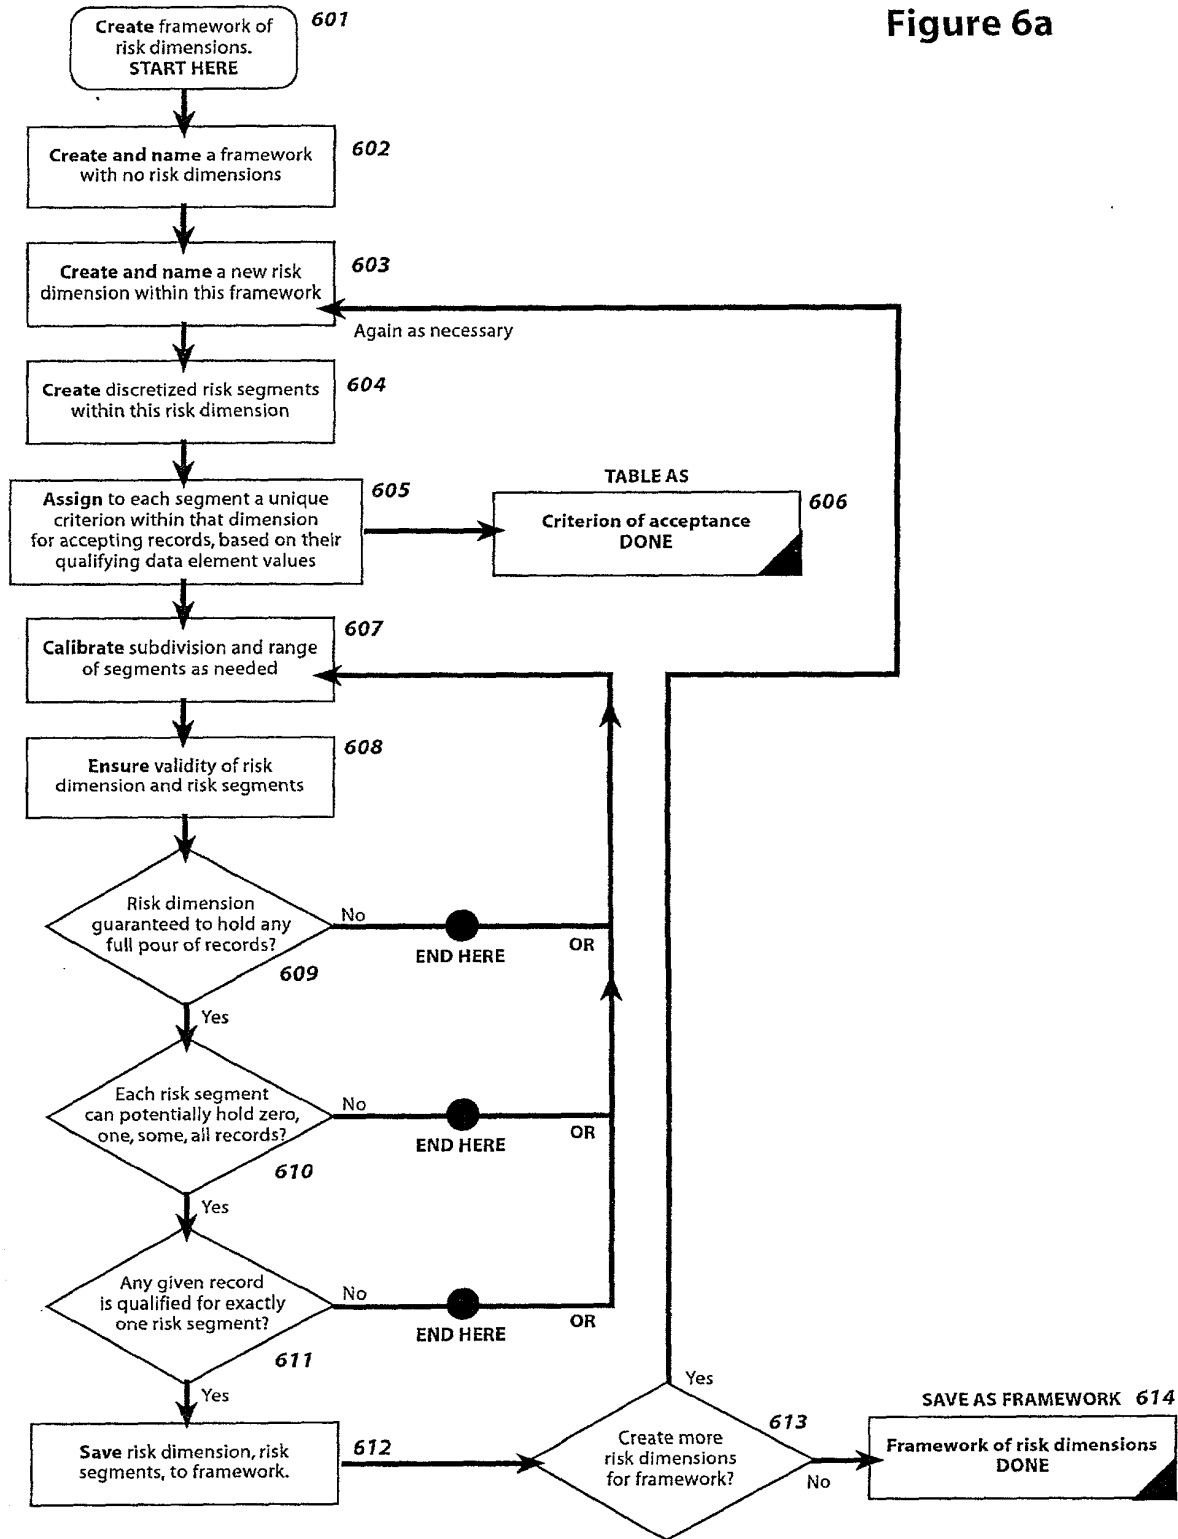 Figure 6a
601
Create framework of
risk dimensions.
START HERE
602
Create and name a framework
with no risk dimensions
603
Create and name a new risk
dimension within this framework
Again as necessary
604
Create discretized risk segments
within this risk dimension
605
Assign to each segment a unique
criterion within that dimension
for accepting records, based on their
qualifying data element values
TABLE AS
606
Criterion of acceptance
DONE
607
Calibrate subdivision and range
of segments as needed
608
Ensure validity of risk
dimension and risk segments
Risk dimension
guaranteed to hold any
full pour of records?
609
No
END HERE
OR
Yes
Each risk segment
can potentially hold zero,
one, some, all records?
610
No
END HERE
OR
Yes
Any given record
is qualified for exactly
one risk segment?
611
No
END HERE
OR
Yes
Save risk dimension, risk
segments, to framework.
612
Yes
613
Create more
risk dimensions
for framework?
No
SAVE AS FRAMEWORK 614
Framework of risk dimensions
DONE